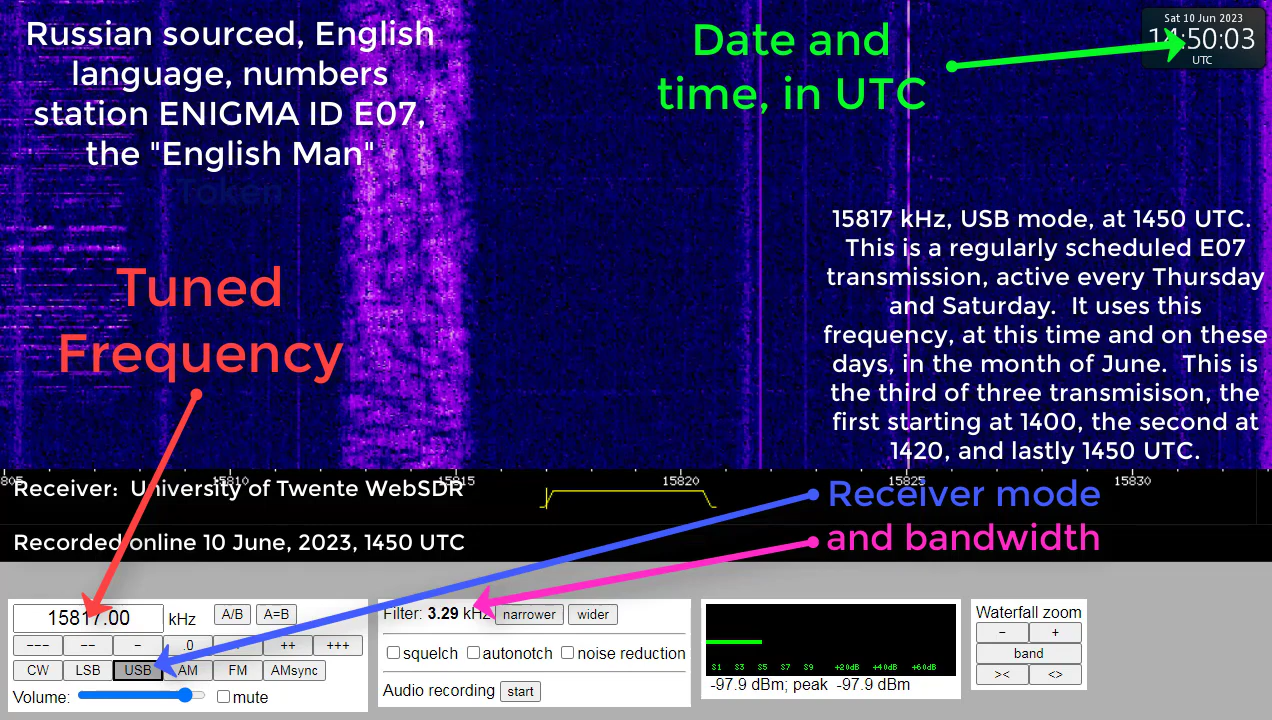 Russian sourced, English
language, numbers
station ENIGMA ID E07,
the "English Man"
Token
Date and
time, in UTC
Sat 10 Jun 2023
14:50:03
UTC
15817 kHz, USB mode, at 1450 UTC.
This is a regularly scheduled E07
transmission, active every Thursday
and Saturday. It uses this
frequency, at this time and on these
days, in the month of June. This is
the third of three transmisison, the
first starting at 1400, the second at
1420, and lastly 1450 UTC.
Tuned
Frequency
15810 15815 15820 15825 15830
Receiver: University of Twente WebSDR
Receiver mode
and bandwidth
Recorded online 10 June, 2023, 1450 UTC
15817.00 kHz A/B A=B
--- -- - .0 + ++ +++
CW LSB USB AM FM AMsync
Volume: mute
Filter: 3.29 kHz narrower wider
squelch autonotch noise reduction
Audio recording start
S1 S3 S5 S7 S9 +20dB +40dB +60dB
-97.9 dBm; peak -97.9 dBm
Waterfall zoom
- +
band
>< <>